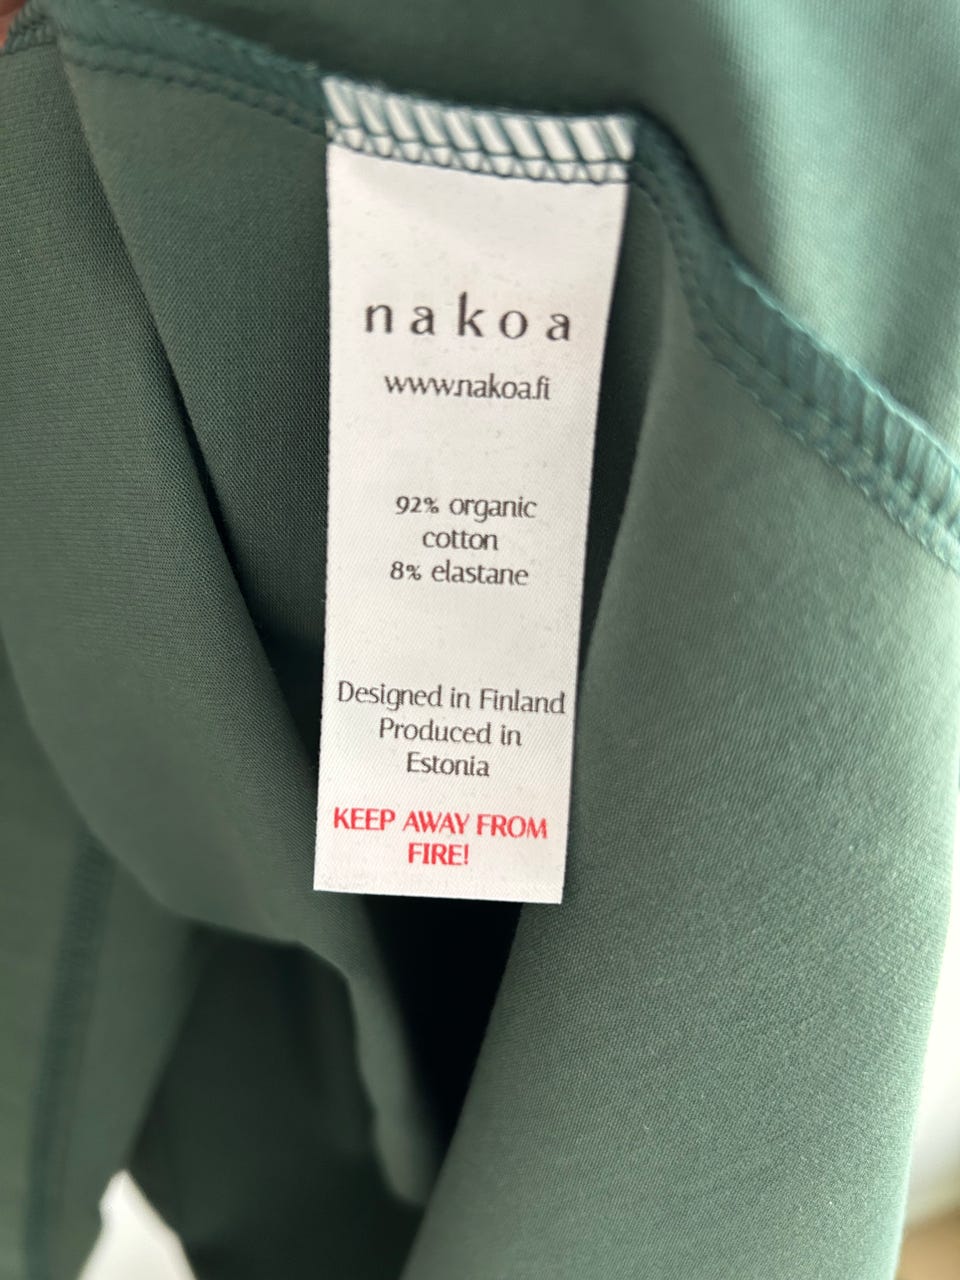 nakoa
www.nakoa.fi
92% organic
cotton
8% elastane
Designed in Finland
Produced in
Estonia
KEEP AWAY FROM
FIRE!